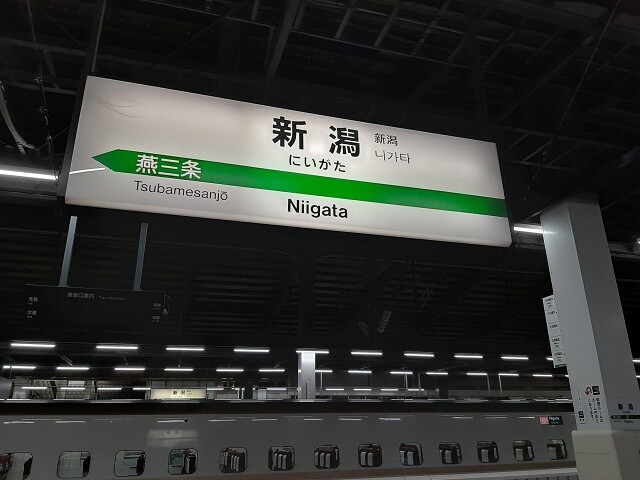 新潟
新潟
にいがた
니가타
燕三条
Tsubamesanjō
Niigata